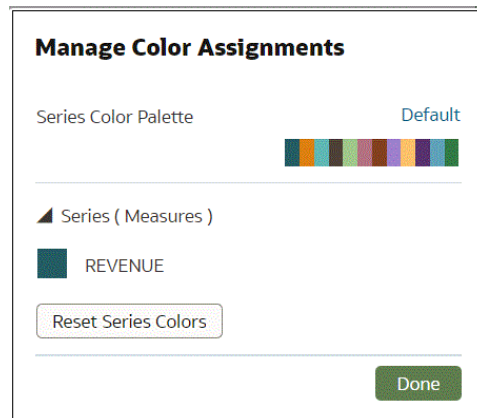 Manage Color Assignments
Series Color Palette
Default
Series ( Measures )
REVENUE
Reset Series Colors
Done